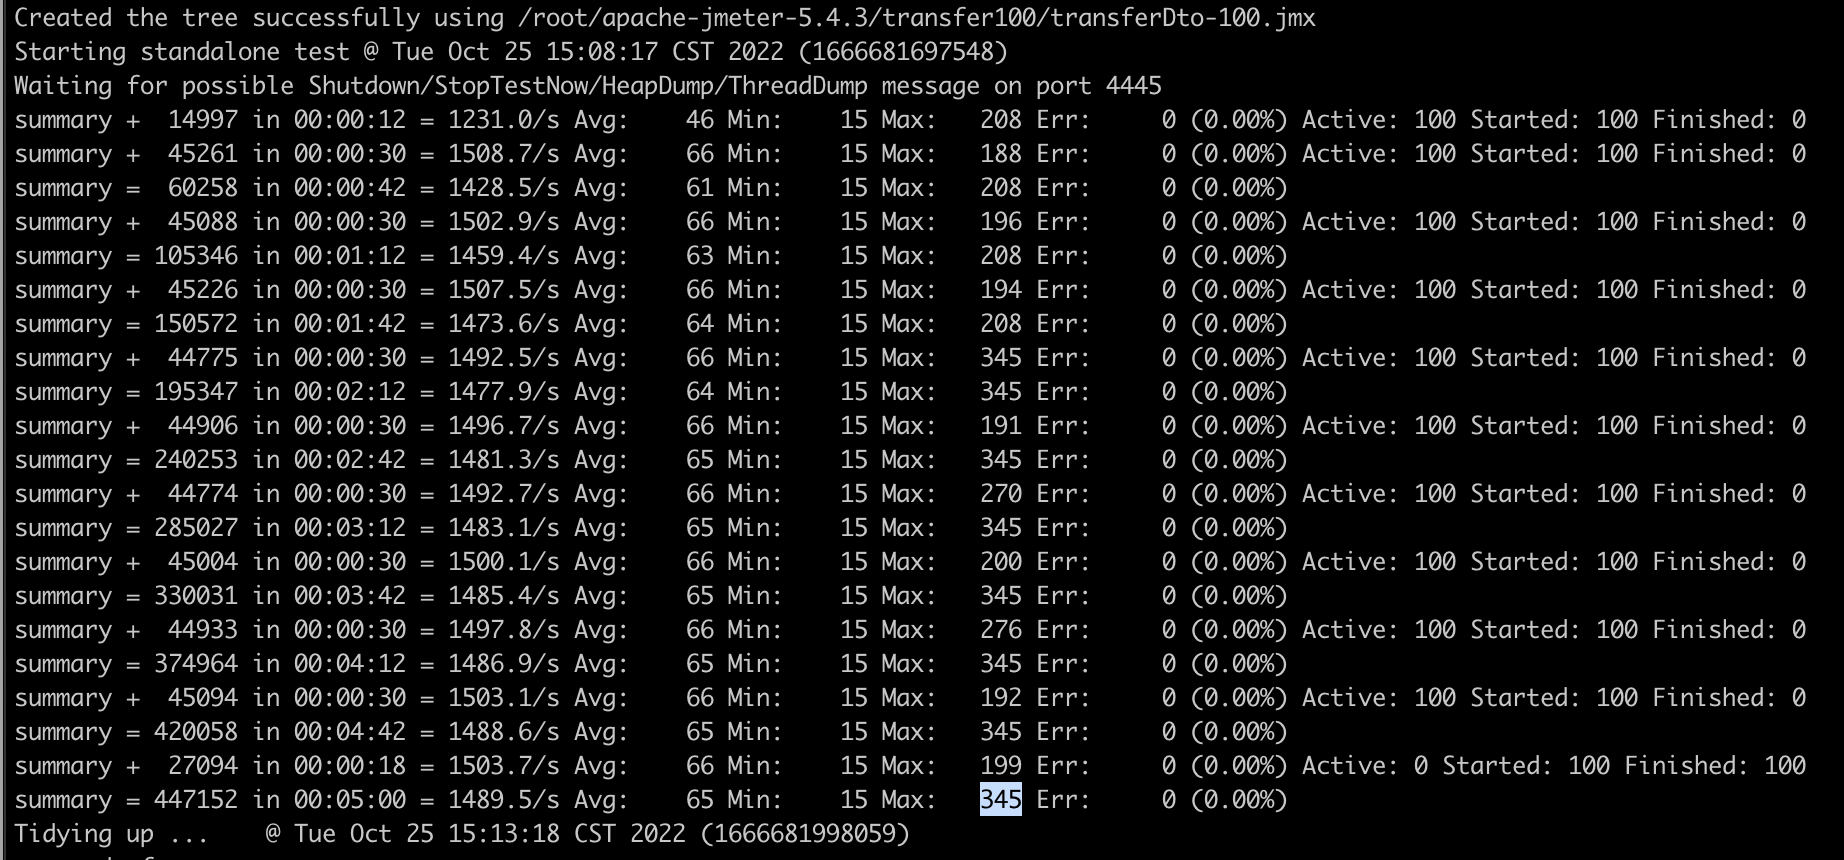 Created the tree successfully using /root/apache-jmeter-5.4.3/transfer100/transferDto-100.jmx
Starting standalone test @ Tue Oct 25 15:08:17 CST 2022 (1666681697548)
Waiting for possible Shutdown/StopTestNow/HeapDump/ThreadDump message on port 4445
summary +  14997 in 00:00:12 = 1231.0/s Avg:    46 Min:    15 Max:   208 Err:     0 (0.00%) Active: 100 Started: 100 Finished: 0
summary +  45261 in 00:00:30 = 1508.7/s Avg:    66 Min:    15 Max:   188 Err:     0 (0.00%) Active: 100 Started: 100 Finished: 0
summary =  60258 in 00:00:42 = 1428.5/s Avg:    61 Min:    15 Max:   208 Err:     0 (0.00%)
summary +  45088 in 00:00:30 = 1502.9/s Avg:    66 Min:    15 Max:   196 Err:     0 (0.00%) Active: 100 Started: 100 Finished: 0
summary = 105346 in 00:01:12 = 1459.4/s Avg:    63 Min:    15 Max:   208 Err:     0 (0.00%)
summary +  45226 in 00:00:30 = 1507.5/s Avg:    66 Min:    15 Max:   194 Err:     0 (0.00%) Active: 100 Started: 100 Finished: 0
summary = 150572 in 00:01:42 = 1473.6/s Avg:    64 Min:    15 Max:   208 Err:     0 (0.00%)
summary +  44775 in 00:00:30 = 1492.5/s Avg:    66 Min:    15 Max:   345 Err:     0 (0.00%) Active: 100 Started: 100 Finished: 0
summary = 195347 in 00:02:12 = 1477.9/s Avg:    64 Min:    15 Max:   345 Err:     0 (0.00%)
summary +  44906 in 00:00:30 = 1496.7/s Avg:    66 Min:    15 Max:   191 Err:     0 (0.00%) Active: 100 Started: 100 Finished: 0
summary = 240253 in 00:02:42 = 1481.3/s Avg:    65 Min:    15 Max:   345 Err:     0 (0.00%)
summary +  44774 in 00:00:30 = 1492.7/s Avg:    66 Min:    15 Max:   270 Err:     0 (0.00%) Active: 100 Started: 100 Finished: 0
summary = 285027 in 00:03:12 = 1483.1/s Avg:    65 Min:    15 Max:   345 Err:     0 (0.00%)
summary +  45004 in 00:00:30 = 1500.1/s Avg:    66 Min:    15 Max:   200 Err:     0 (0.00%) Active: 100 Started: 100 Finished: 0
summary = 330031 in 00:03:42 = 1485.4/s Avg:    65 Min:    15 Max:   345 Err:     0 (0.00%)
summary +  44933 in 00:00:30 = 1497.8/s Avg:    66 Min:    15 Max:   276 Err:     0 (0.00%) Active: 100 Started: 100 Finished: 0
summary = 374964 in 00:04:12 = 1486.9/s Avg:    65 Min:    15 Max:   345 Err:     0 (0.00%)
summary +  45094 in 00:00:30 = 1503.1/s Avg:    66 Min:    15 Max:   192 Err:     0 (0.00%) Active: 100 Started: 100 Finished: 0
summary = 420058 in 00:04:42 = 1488.6/s Avg:    65 Min:    15 Max:   345 Err:     0 (0.00%)
summary +  27094 in 00:00:18 = 1503.7/s Avg:    66 Min:    15 Max:   199 Err:     0 (0.00%) Active: 0 Started: 100 Finished: 100
summary = 447152 in 00:05:00 = 1489.5/s Avg:    65 Min:    15 Max:   345 Err:     0 (0.00%)
Tidying up ...    @ Tue Oct 25 15:13:18 CST 2022 (1666681998059)